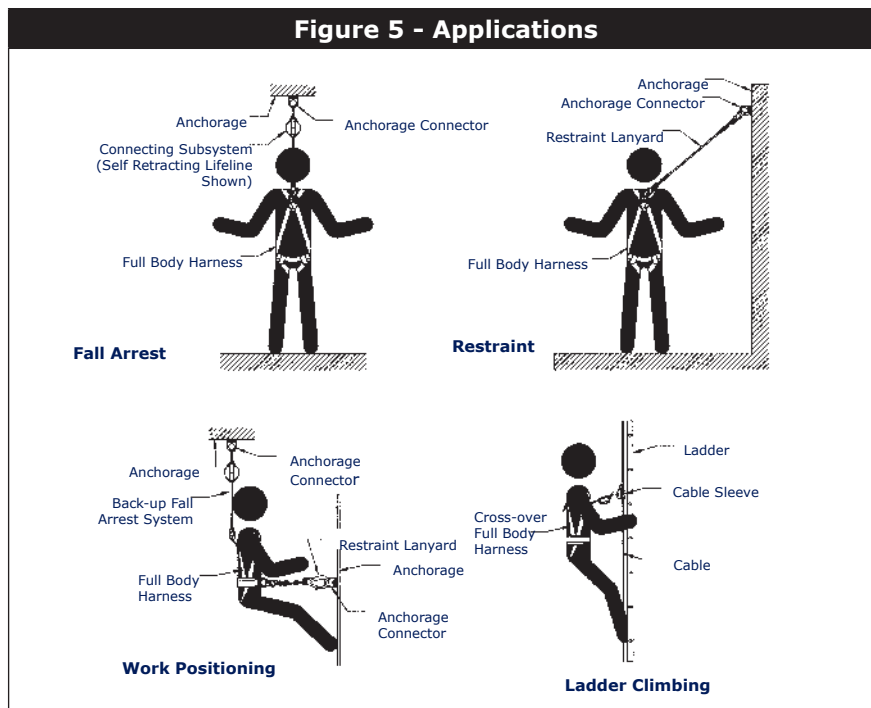 Figure 5 - Applications
Anchorage
Anchorage Connector
Connecting Subsystem
(Self Retracting Lifeline
Shown)
Full Body Harness
Fall Arrest
Anchorage
Anchorage Connector
Restraint Lanyard
Full Body Harness
Restraint
Anchorage
Anchorage
Connector
Back-up Fall
Arrest System
Restraint Lanyard
Full Body
Harness
Anchorage
Anchorage
Connector
Work Positioning
Ladder
Cable Sleeve
Cross-over
Full Body
Harness
Cable
Ladder Climbing